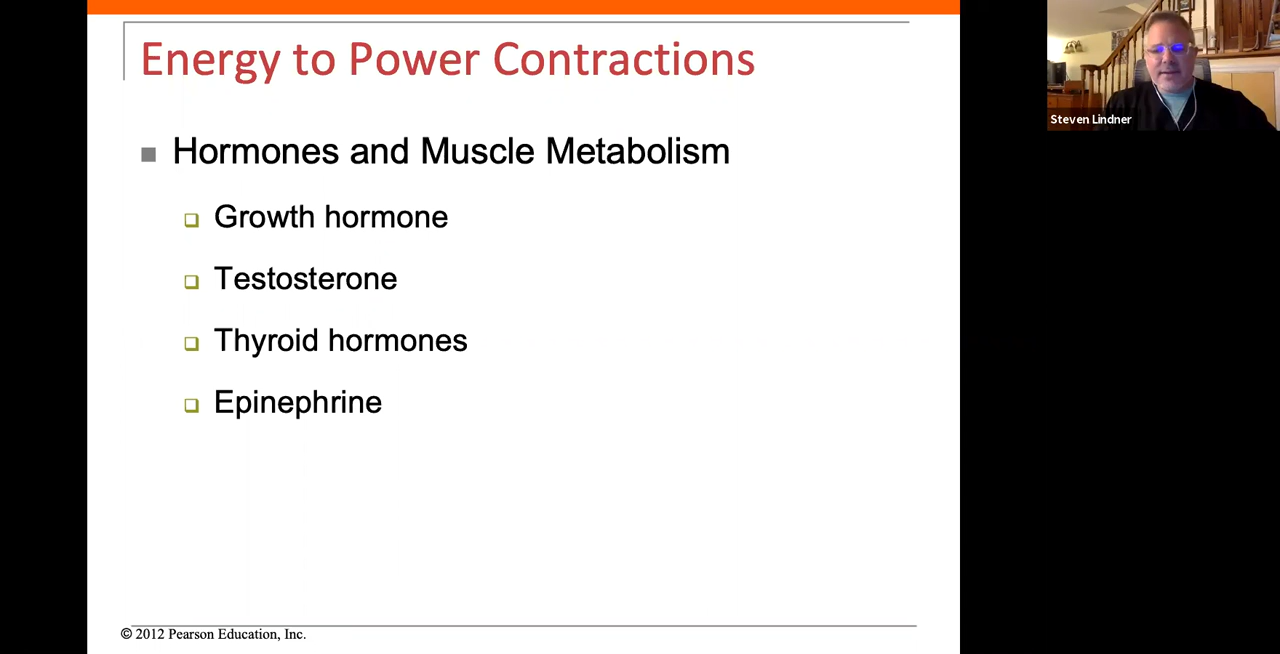 Energy to Power Contractions
Hormones and Muscle Metabolism
Growth hormone
Testosterone
Thyroid hormones
Epinephrine
© 2012 Pearson Education, Inc.
Steven Lindner